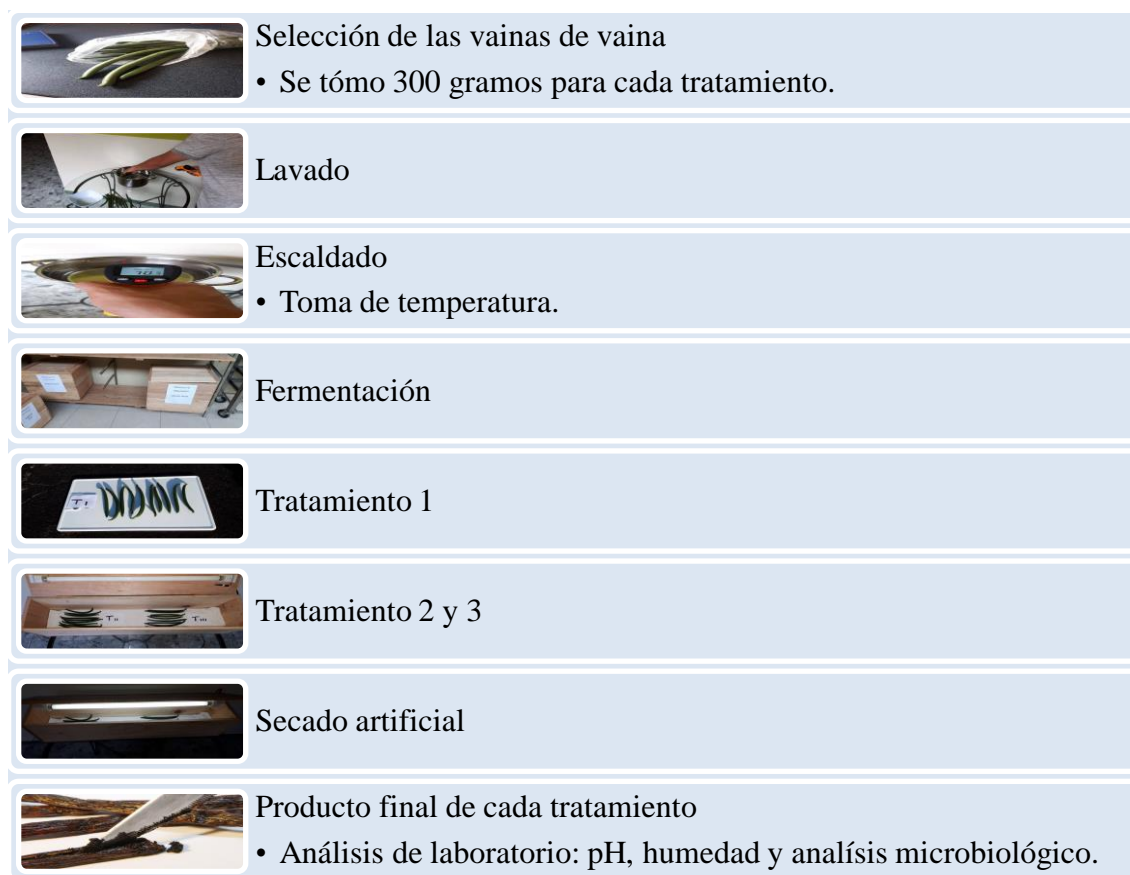 Selección de las vainas de vaina
• Se tómo 300 gramos para cada tratamiento.
Lavado
Escaldado
• Toma de temperatura.
Fermentación
T I
Tratamiento 1
T II
T III
Tratamiento 2 y 3
Secado artificial
Producto final de cada tratamiento
• Análisis de laboratorio: pH, humedad y analísis microbiológico.